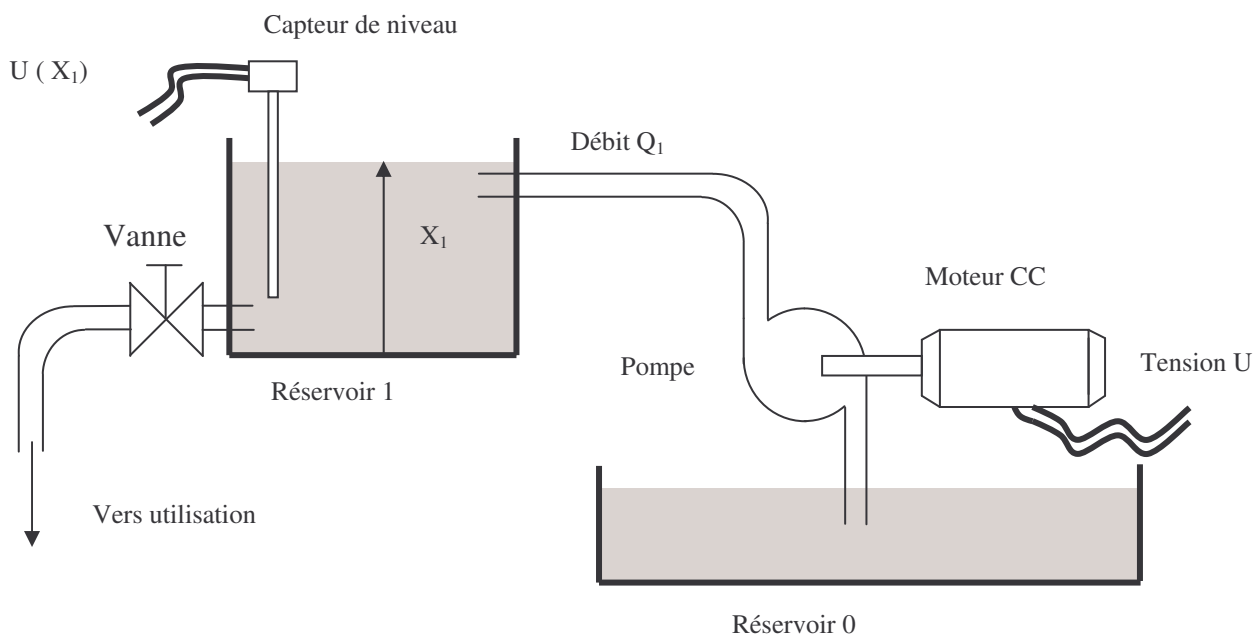 Capteur de niveau
U ( X₁)
Débit Q₁
X₁
Vanne
Moteur CC
Tension U
Pompe
Réservoir 1
Vers utilisation
Réservoir 0